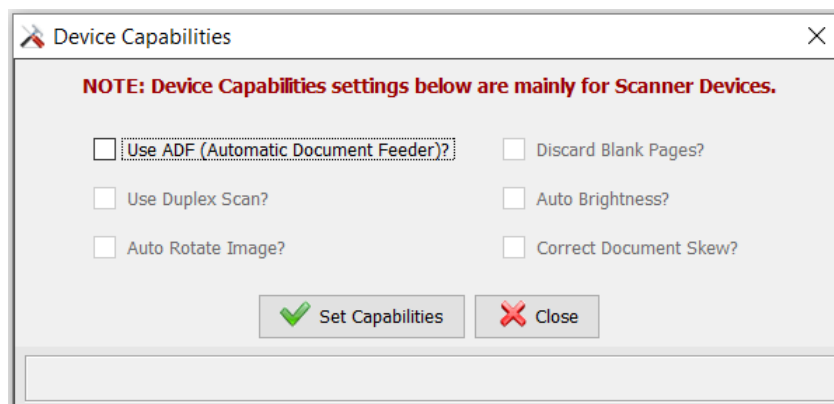 Device Capabilities
NOTE: Device Capabilities settings below are mainly for Scanner Devices.
Use ADF (Automatic Document Feeder)?
Discard Blank Pages?
Use Duplex Scan?
Auto Brightness?
Auto Rotate Image?
Correct Document Skew?
Set Capabilities
Close